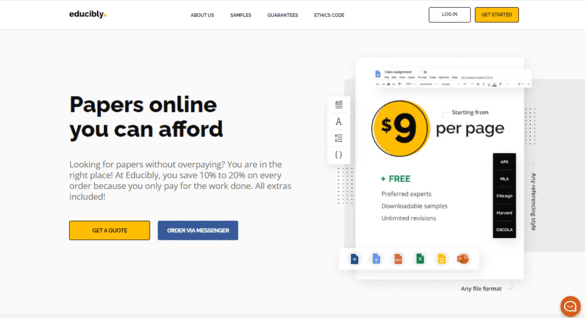 educibly.
ABOUT US
SAMPLES
GUARANTEES
ETHICS CODE
LOG IN
GET STARTED
Papers online
you can afford
Looking for papers without overpaying? You are in the
right place! At Educibly, you save 10% to 20% on every
order because you only pay for the work done. All extras
included!
GET A QUOTE
ORDER VIA MESSENGER
Class assignment
Starting from
$9
per page
+ FREE
Preferred experts
Downloadable samples
Unlimited revisions
APA
MLA
Chicago
Harvard
OSCOLA
Any referencing style
Any file format